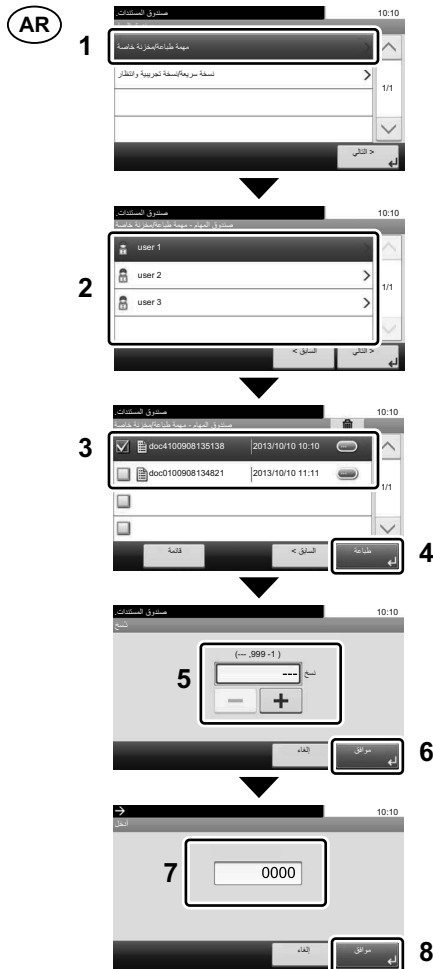 AR
صندوق المستندات.
10:10
1
مهمة طباعة/مخزنة خاصة
نسخة سريعة/نسخة تجريبية وانتظار
1/1
التالي >
صندوق المستندات.
10:10
صندوق المهام - مهمة طباعة/مخزنة خاصة
2
user 1
user 2
user 3
1/1
السابق <
التالي >
صندوق المستندات.
10:10
صندوق المهام - مهمة طباعة/مخزنة خاصة
3
doc4100908135138
2013/10/10 10:10
doc0100908134821
2013/10/10 11:11
1/1
قائمة
السابق <
طباعة
4
صندوق المستندات.
10:10
نُسخ
(--- ,999 -1 )
5
--- نسخ
إلغاء
موافق
6
10:10
أدخل
7
0000
إلغاء
موافق
8